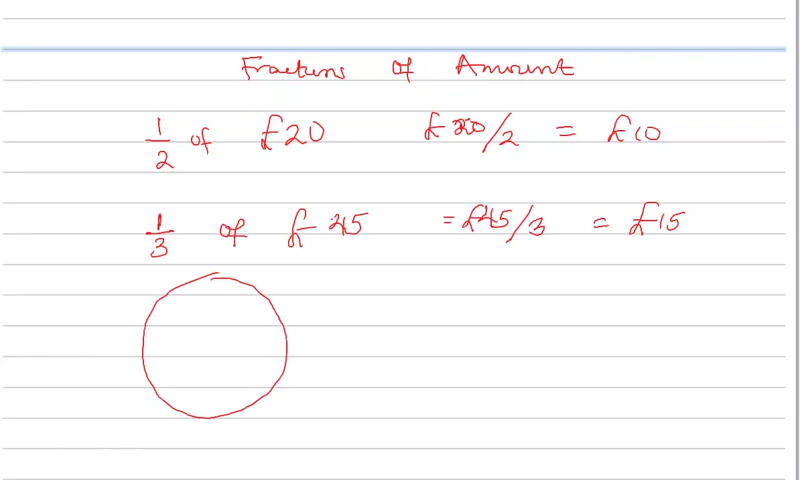 Fractions of Amount
1/2 of £20 £20/2 = £10
1/3 of £45 = £45/3 = £15